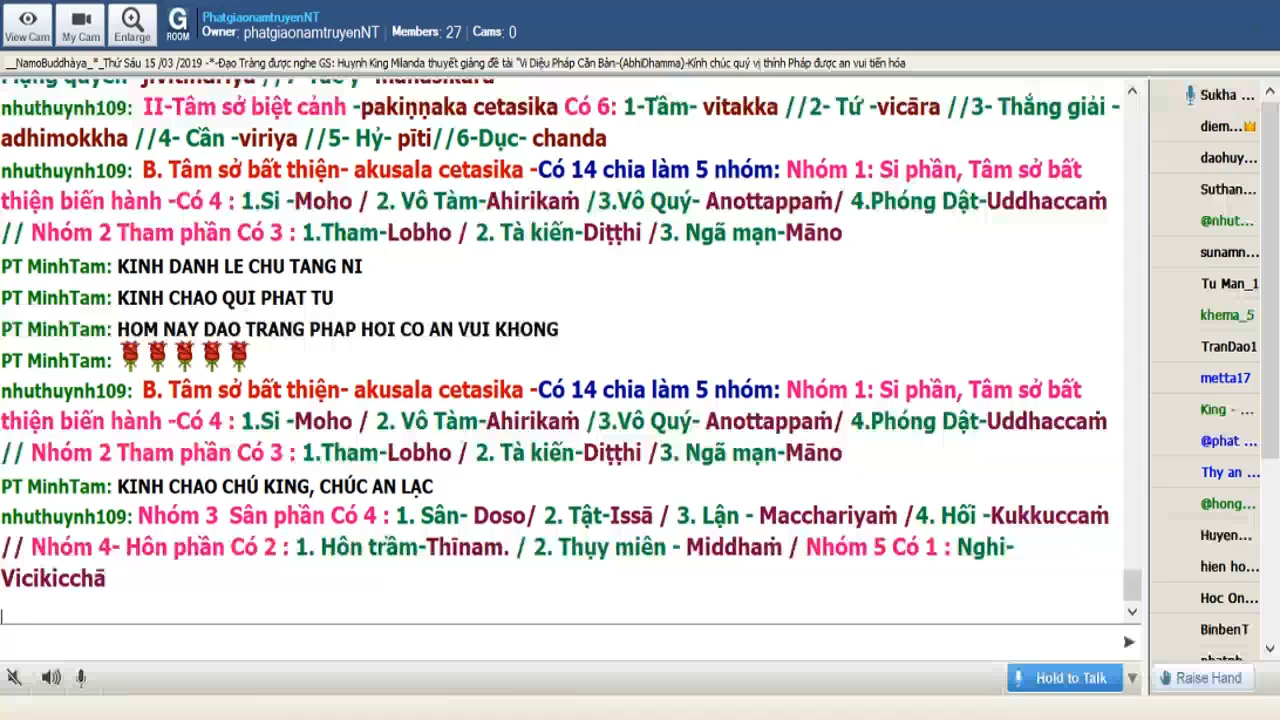 PhatgiaonamtruyenNT
Owner: phatgiaonamtruyenNT | Members: 27 | Cams: 0
View Cam
My Cam
Enlarge
G ROOM
__NamoBuddhàya_*_Thứ Sáu 15 /03 /2019 -*-Đạo Tràng được nghe GS: Huynh King Milanda thuyết giảng đề tài "Vi Diệu Pháp Căn Bản-(AbhiDhamma)-Kính chúc quý vị thính Pháp được an vui tiến hóa
nhuthuynh109: II-Tâm sở biệt cảnh -pakiṇṇaka cetasika Có 6: 1-Tầm- vitakka //2- Tứ -vicāra //3- Thắng giải -
adhimokkha //4- Cần -viriya //5- Hỷ- pīti//6-Dục- chanda
nhuthuynh109: B. Tâm sở bất thiện- akusala cetasika -Có 14 chia làm 5 nhóm: Nhóm 1: Si phần, Tâm sở bất
thiện biến hành -Có 4 : 1.Si -Moho / 2. Vô Tàm-Ahirikaṁ /3.Vô Quý- Anottappaṁ/ 4.Phóng Dật-Uddhaccaṁ
// Nhóm 2 Tham phần Có 3 : 1.Tham-Lobho / 2. Tà kiến-Diṭṭhi /3. Ngã mạn-Māno
PT MinhTam: KINH DANH LE CHU TANG NI
PT MinhTam: KINH CHAO QUI PHAT TU
PT MinhTam: HOM NAY DAO TRANG PHAP HOI CO AN VUI KHONG
PT MinhTam:
nhuthuynh109: B. Tâm sở bất thiện- akusala cetasika -Có 14 chia làm 5 nhóm: Nhóm 1: Si phần, Tâm sở bất
thiện biến hành -Có 4 : 1.Si -Moho / 2. Vô Tàm-Ahirikaṁ /3.Vô Quý- Anottappaṁ/ 4.Phóng Dật-Uddhaccaṁ
// Nhóm 2 Tham phần Có 3 : 1.Tham-Lobho / 2. Tà kiến-Diṭṭhi /3. Ngã mạn-Māno
PT MinhTam: KINH CHAO CHÚ KING, CHÚC AN LẠC
nhuthuynh109: Nhóm 3 Sân phần Có 4 : 1. Sân- Doso/ 2. Tật-Issā / 3. Lận - Macchariyaṁ /4. Hối -Kukkuccaṁ
// Nhóm 4- Hôn phần Có 2 : 1. Hôn trầm-Thīnam. / 2. Thụy miên - Middhaṁ / Nhóm 5 Có 1 : Nghi-
Vicikicchā
Sukha ...
diem...
daohuy...
Suthan...
@nhut...
sunamn...
Tu Man_1
khema_5
TranDao1
metta17
King - ...
@phat ...
Thy an ...
@hong...
Huyen...
hien ho...
Hoc On...
BinbenT
Hold to Talk
Raise Hand